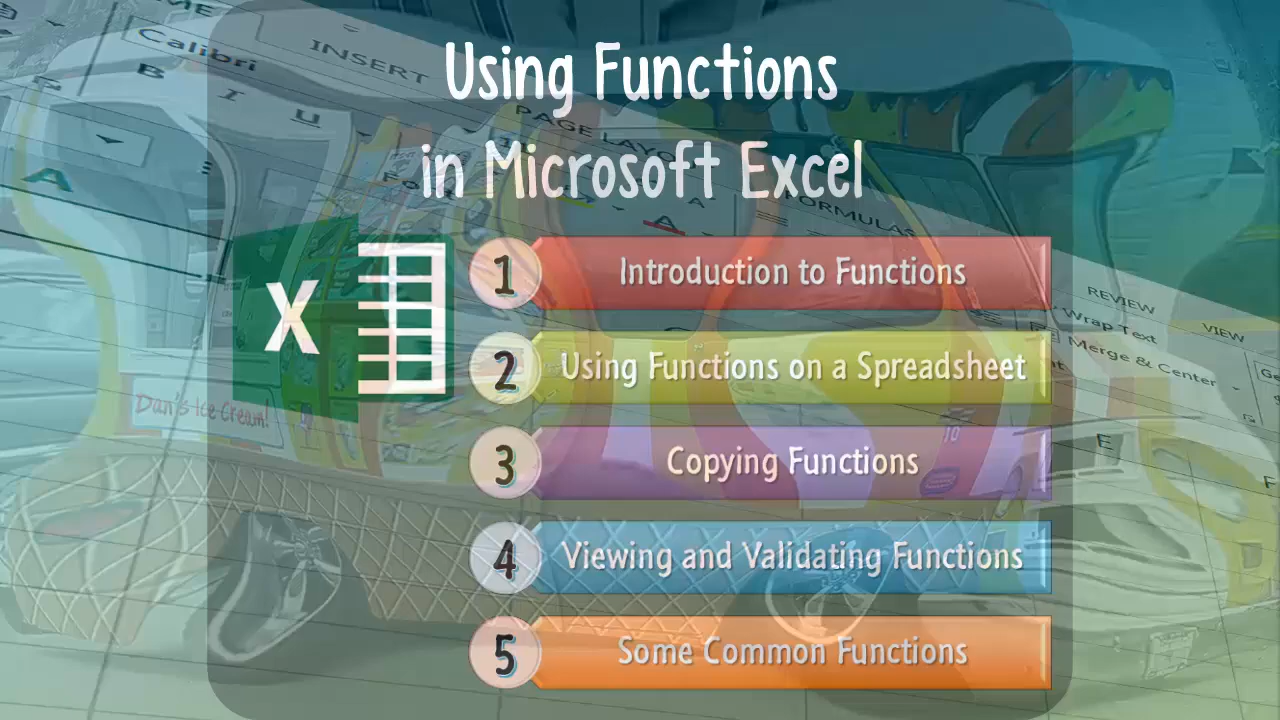 ME
Calibri
INSERT
B
I
U
PAGE LAYO
A
A
A
FORMULAS
REVIEW
VIEW
Wrap Text
Merge & Center
E
F
Using Functions
in Microsoft Excel
X
1 Introduction to Functions
2 Using Functions on a Spreadsheet
3 Copying Functions
4 Viewing and Validating Functions
5 Some Common Functions
Dan's Ice Cream!